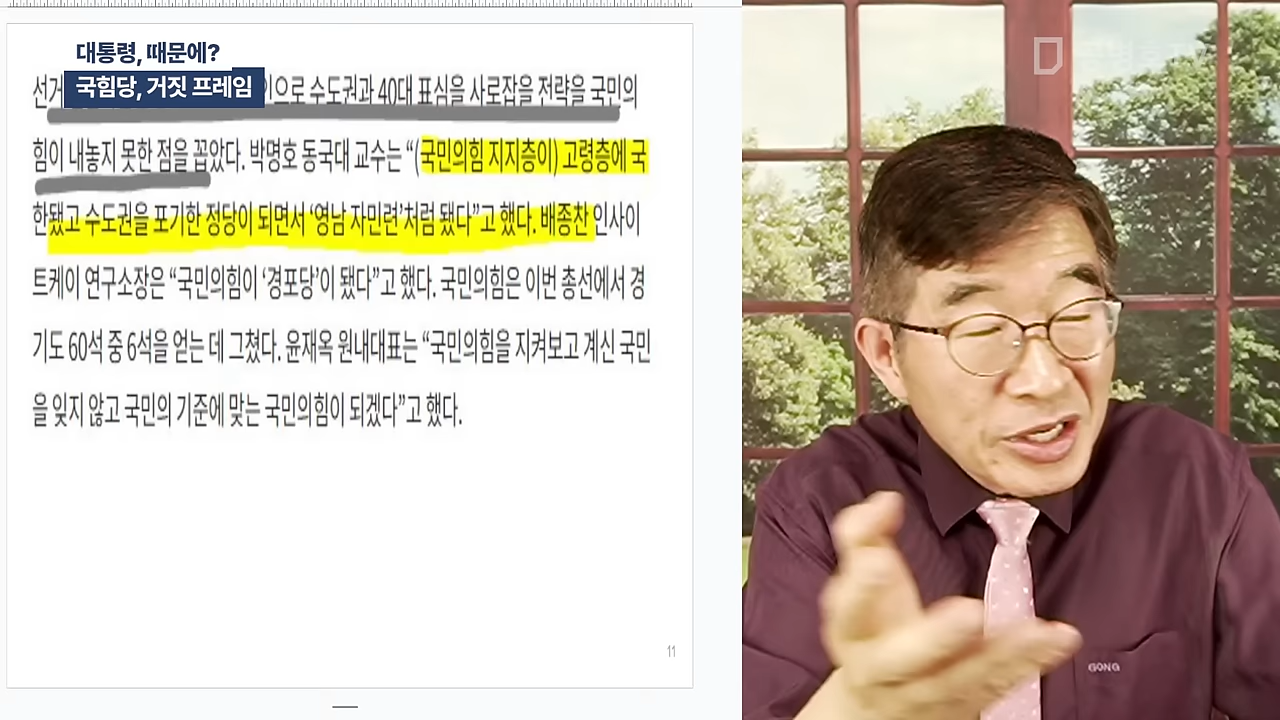 대통령, 때문에?
국힘당, 거짓 프레임
선거 인으로 수도권과 40대 표심을 사로잡을 전략을 국민의
힘이 내놓지 못한 점을 꼽았다. 박명호 동국대 교수는 “(국민의힘 지지층이) 고령층에 국
한됐고 수도권을 포기한 정당이 되면서 ‘영남 자민련’처럼 됐다”고 했다. 배종찬 인사이
트케이 연구소장은 “국민의힘이 ‘경포당’이 됐다”고 했다. 국민의힘은 이번 총선에서 경
기도 60석 중 6석을 얻는 데 그쳤다. 윤재옥 원내대표는 “국민의힘을 지켜보고 계신 국민
을 잊지 않고 국민의 기준에 맞는 국민의힘이 되겠다”고 했다.
11
GONG